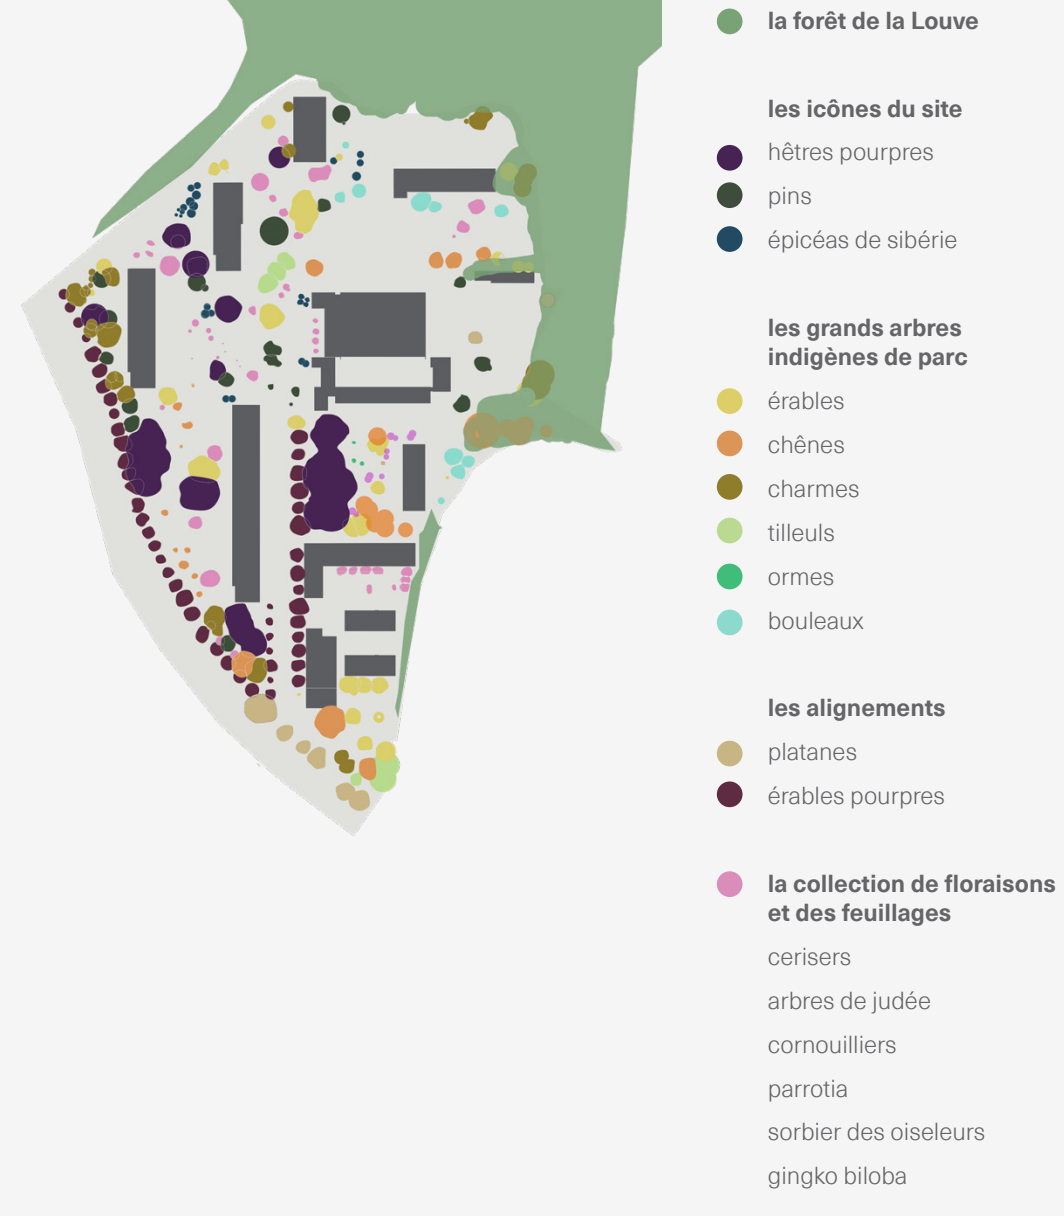 la forêt de la Louve
les icônes du site
hêtres pourpres
pins
épicéas de sibérie
les grands arbres
indigènes de parc
érables
chênes
charmes
tilleuls
ormes
bouleaux
les alignements
platanes
érables pourpres
la collection de floraisons
et des feuillages
cerisers
arbres de judée
cornouilliers
parrotia
sorbier des oiseleurs
gingko biloba